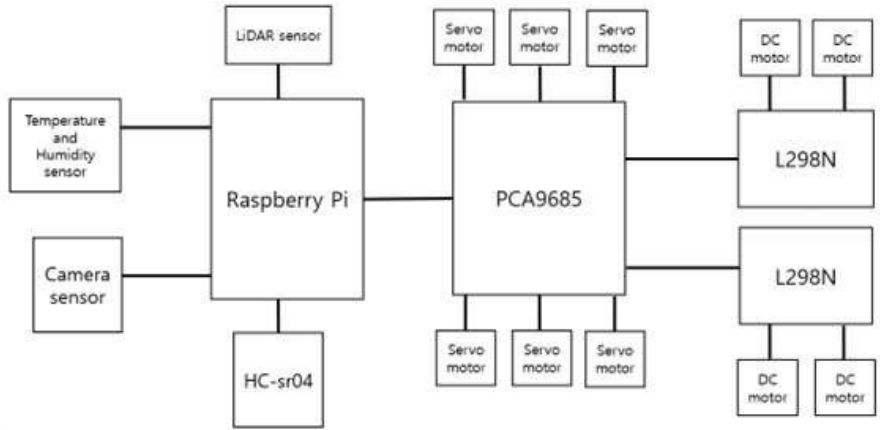 LiDAR sensor
Servo
motor
Servo
motor
Servo
motor
DC
motor
DC
motor
Temperature
and
Humidity
sensor
Raspberry Pi
PCA9685
L298N
Camera
sensor
L298N
HC-sr04
Servo
motor
Servo
motor
Servo
motor
DC
motor
DC
motor